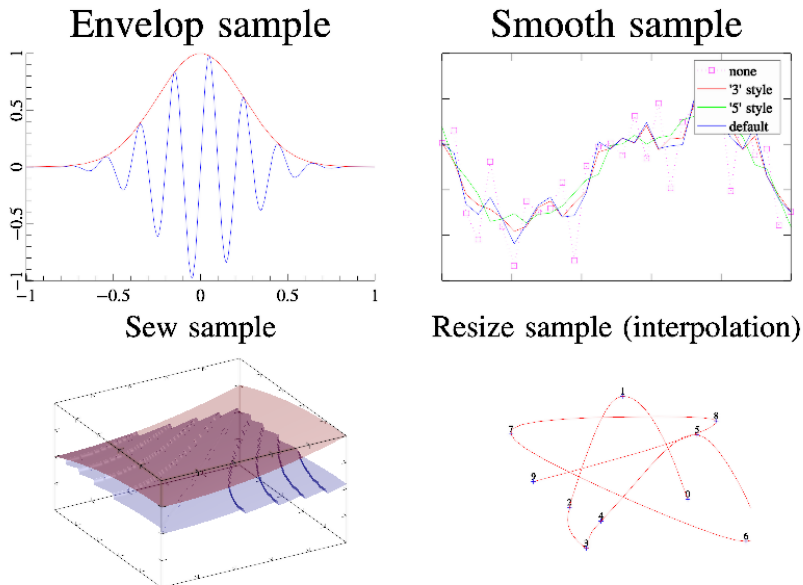 Envelop sample
Smooth sample
1
0.5
0
−0.5
−1
−1
−0.5
0
0.5
1
none
'3' style
'5' style
default
Sew sample
Resize sample (interpolation)
1
8
7
5
9
0
2
4
6
3